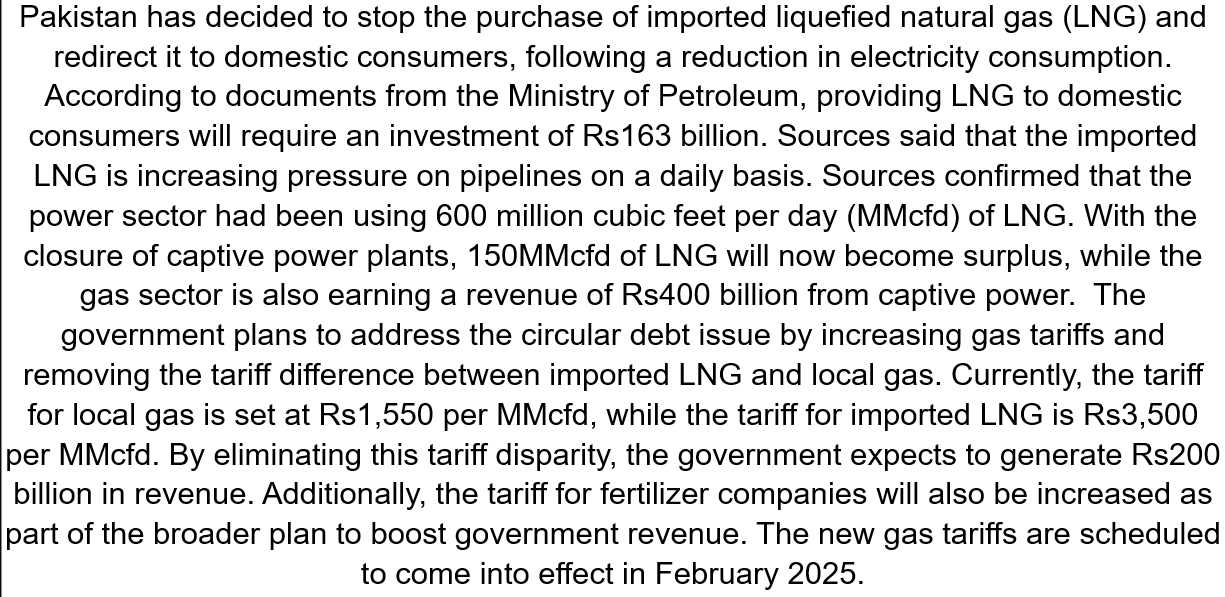 Pakistan has decided to stop the purchase of imported liquefied natural gas (LNG) and
redirect it to domestic consumers, following a reduction in electricity consumption.
According to documents from the Ministry of Petroleum, providing LNG to domestic
consumers will require an investment of Rs163 billion. Sources said that the imported
LNG is increasing pressure on pipelines on a daily basis. Sources confirmed that the
power sector had been using 600 million cubic feet per day (MMcfd) of LNG. With the
closure of captive power plants, 150MMcfd of LNG will now become surplus, while the
gas sector is also earning a revenue of Rs400 billion from captive power.  The
government plans to address the circular debt issue by increasing gas tariffs and
removing the tariff difference between imported LNG and local gas. Currently, the tariff
for local gas is set at Rs1,550 per MMcfd, while the tariff for imported LNG is Rs3,500
per MMcfd. By eliminating this tariff disparity, the government expects to generate Rs200
billion in revenue. Additionally, the tariff for fertilizer companies will also be increased as
part of the broader plan to boost government revenue. The new gas tariffs are scheduled
to come into effect in February 2025.